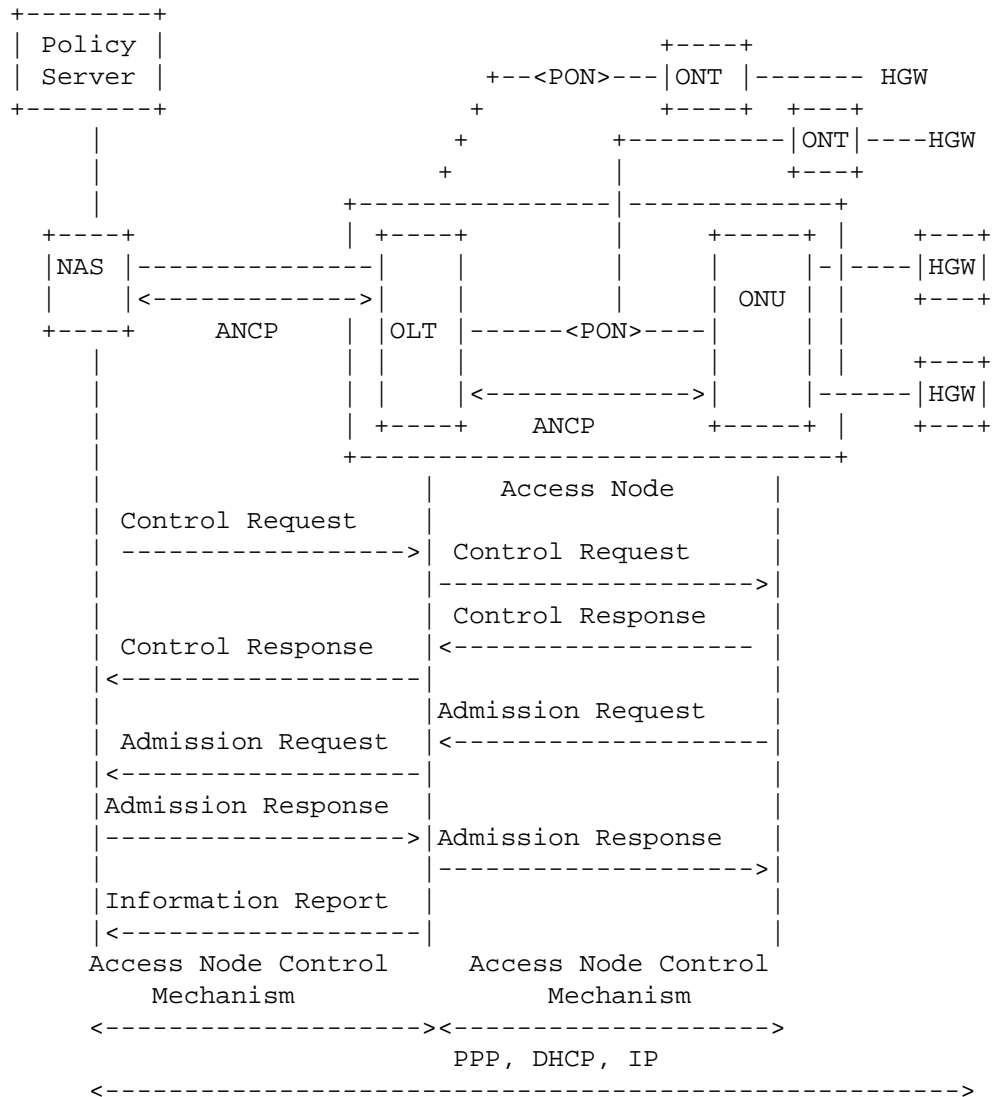 Policy
Server
<PON>
ONT
HGW
ONT
HGW
NAS
HGW
ONU
ANCP
OLT
<PON>
HGW
ANCP
Access Node
Control Request
Control Request
Control Response
Control Response
Admission Request
Admission Request
Admission Response
Admission Response
Information Report
Access Node Control
Mechanism
Access Node Control
Mechanism
PPP, DHCP, IP